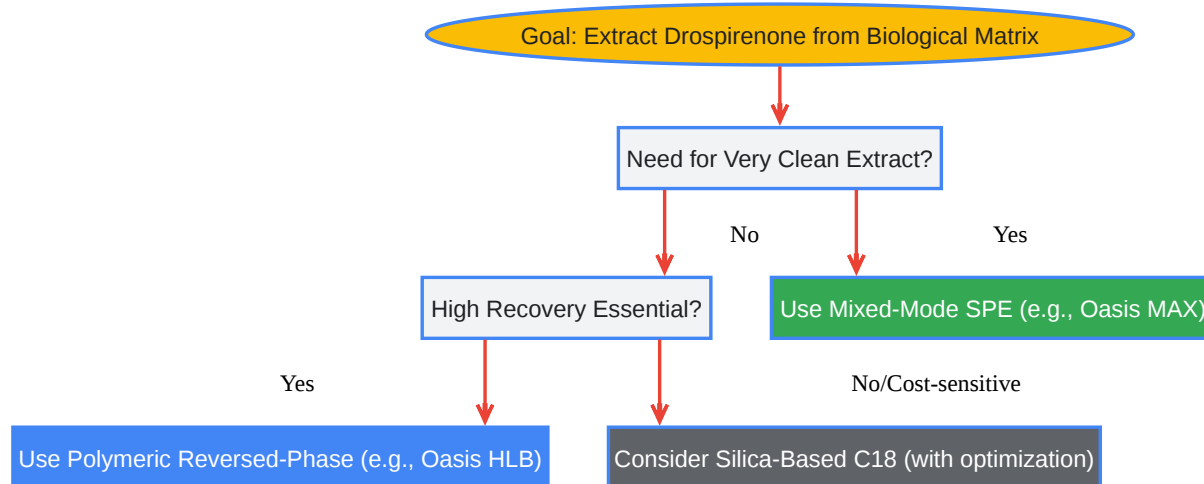 Goal: Extract Drospirenone from Biological Matrix
Need for Very Clean Extract?
No
Yes
High Recovery Essential?
Use Mixed-Mode SPE (e.g., Oasis MAX)
Yes
No/Cost-sensitive
Use Polymeric Reversed-Phase (e.g., Oasis HLB)
Consider Silica-Based C18 (with optimization)